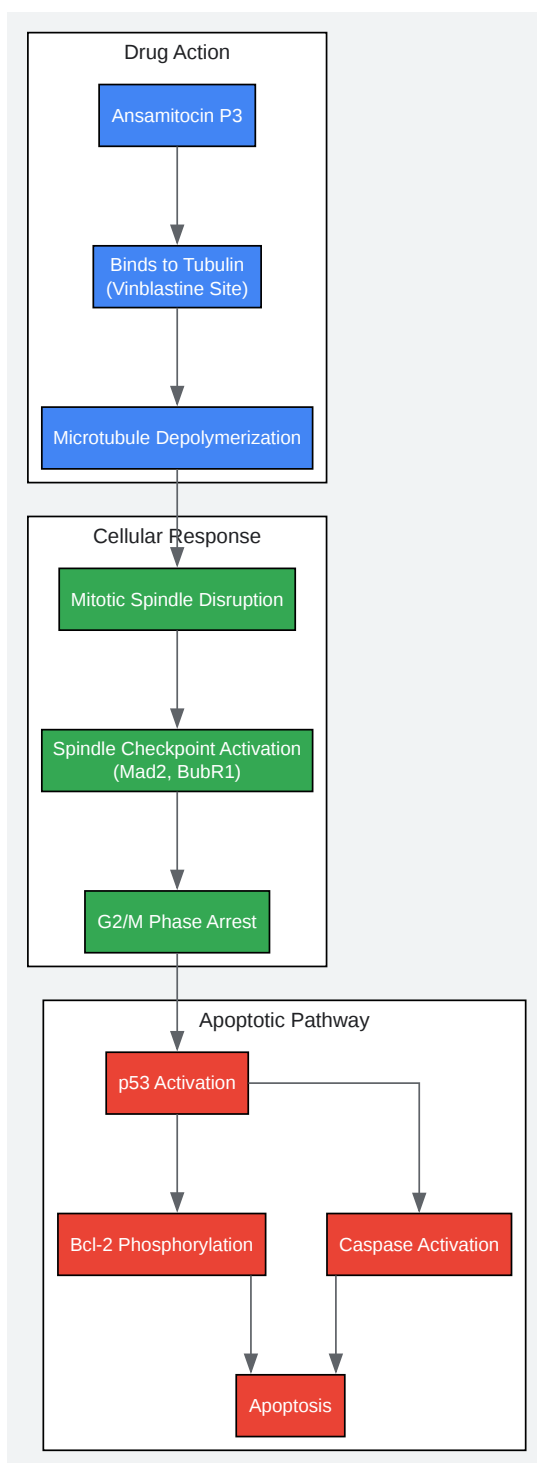 Drug Action
Ansamitocin P3
Binds to Tubulin
(Vinblastine Site)
Microtubule Depolymerization
Cellular Response
Mitotic Spindle Disruption
Spindle Checkpoint Activation
(Mad2, BubR1)
G2/M Phase Arrest
Apoptotic Pathway
p53 Activation
Bcl-2 Phosphorylation
Caspase Activation
Apoptosis